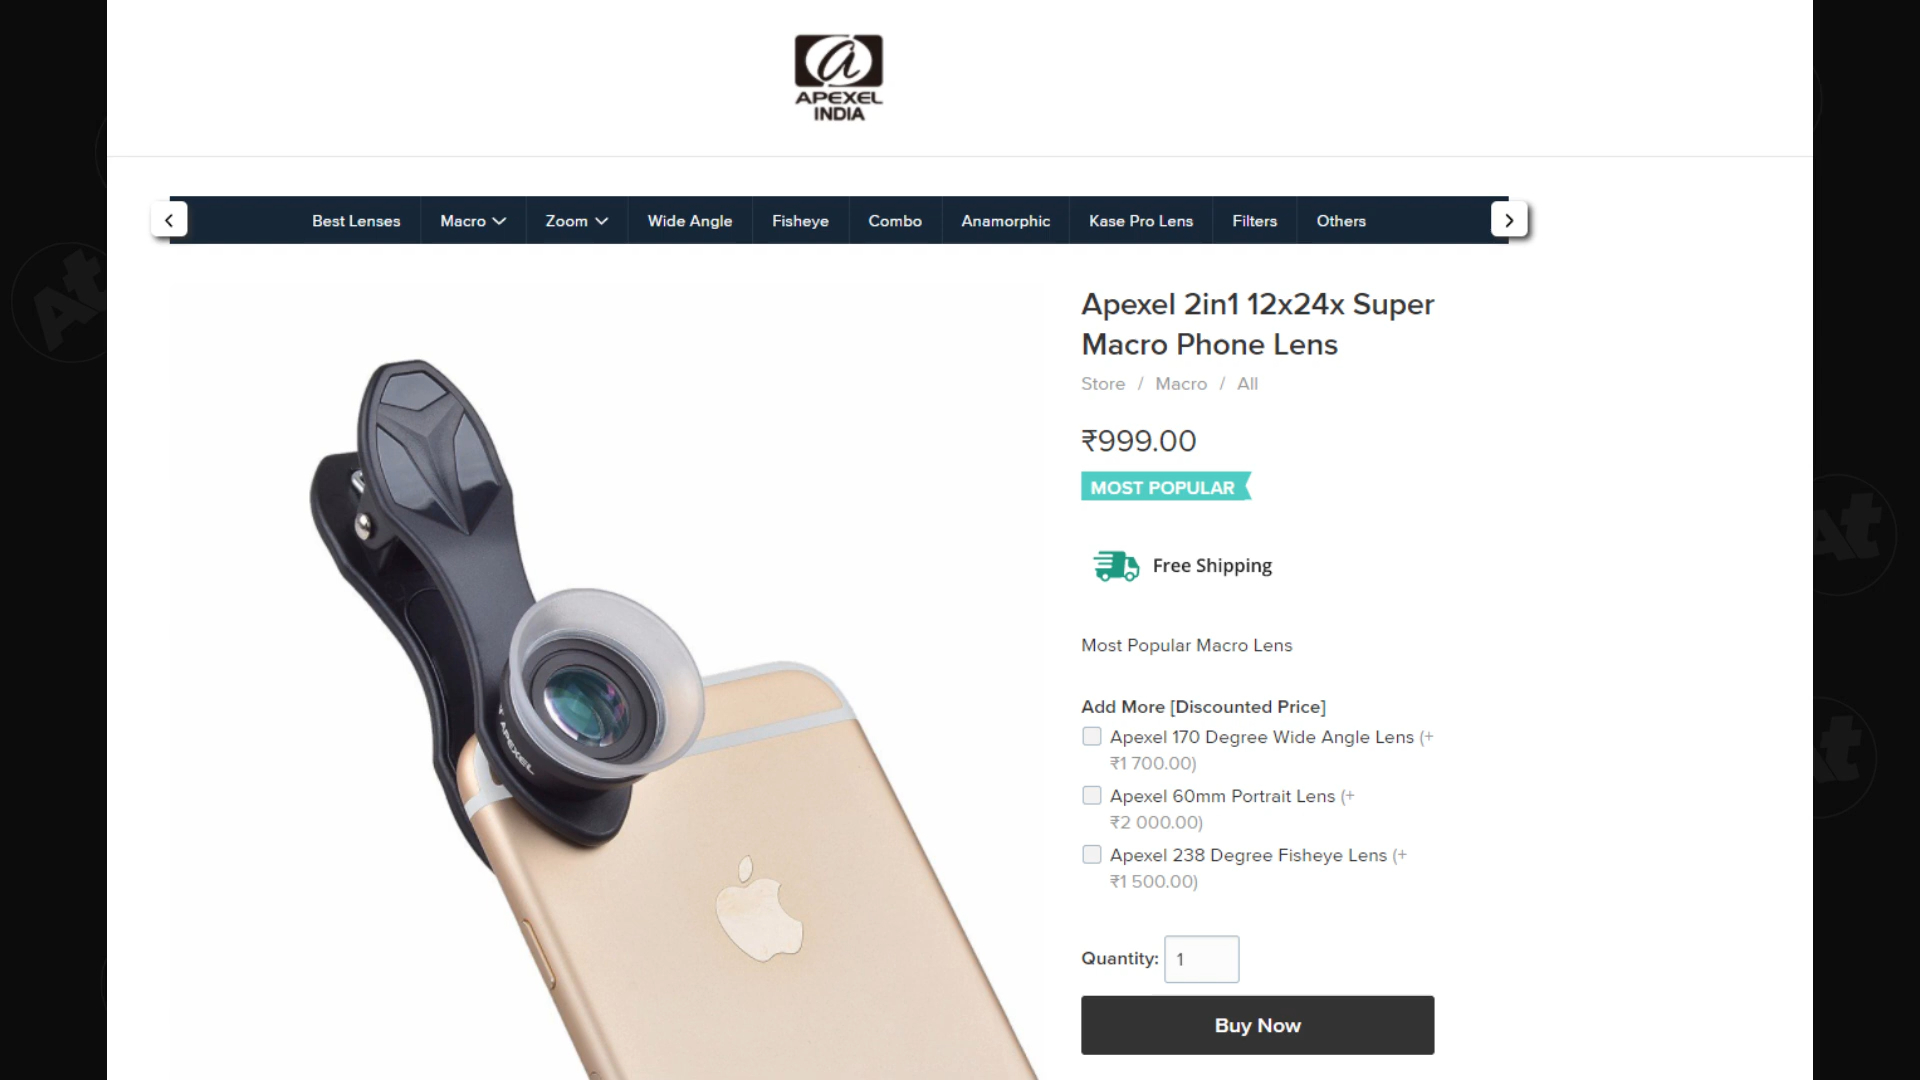 a
APEXEL
INDIA
Best Lenses
Macro
Zoom
Wide Angle
Fisheye
Combo
Anamorphic
Kase Pro Lens
Filters
Others
Apexel 2in1 12x24x Super
Macro Phone Lens
Store / Macro / All
₹999.00
MOST POPULAR
Free Shipping
Most Popular Macro Lens
Add More [Discounted Price]
Apexel 170 Degree Wide Angle Lens (+
₹1 700.00)
Apexel 60mm Portrait Lens (+
₹2 000.00)
Apexel 238 Degree Fisheye Lens (+
₹1 500.00)
Quantity: 1
Buy Now
APEXEL
At
At
At